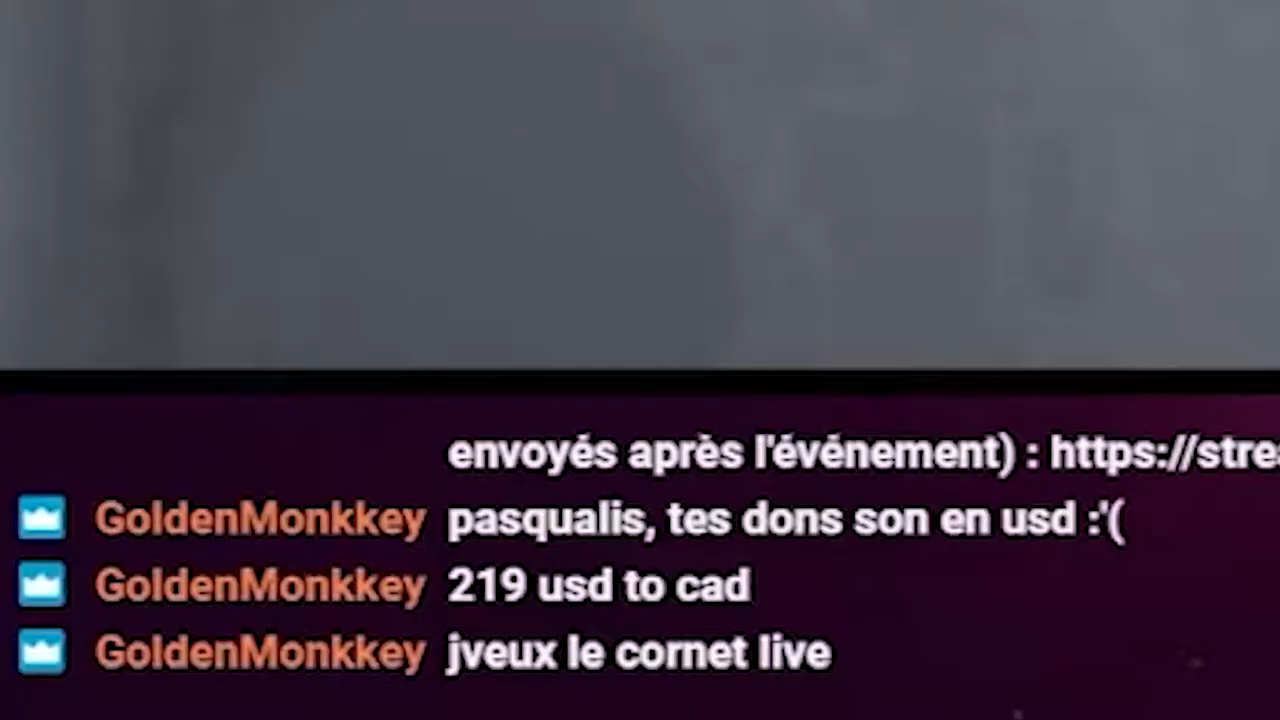 envoyés après l'événement) : https://stre
GoldenMonkkey pasqualis, tes dons son en usd :'(
GoldenMonkkey 219 usd to cad
GoldenMonkkey jveux le cornet live